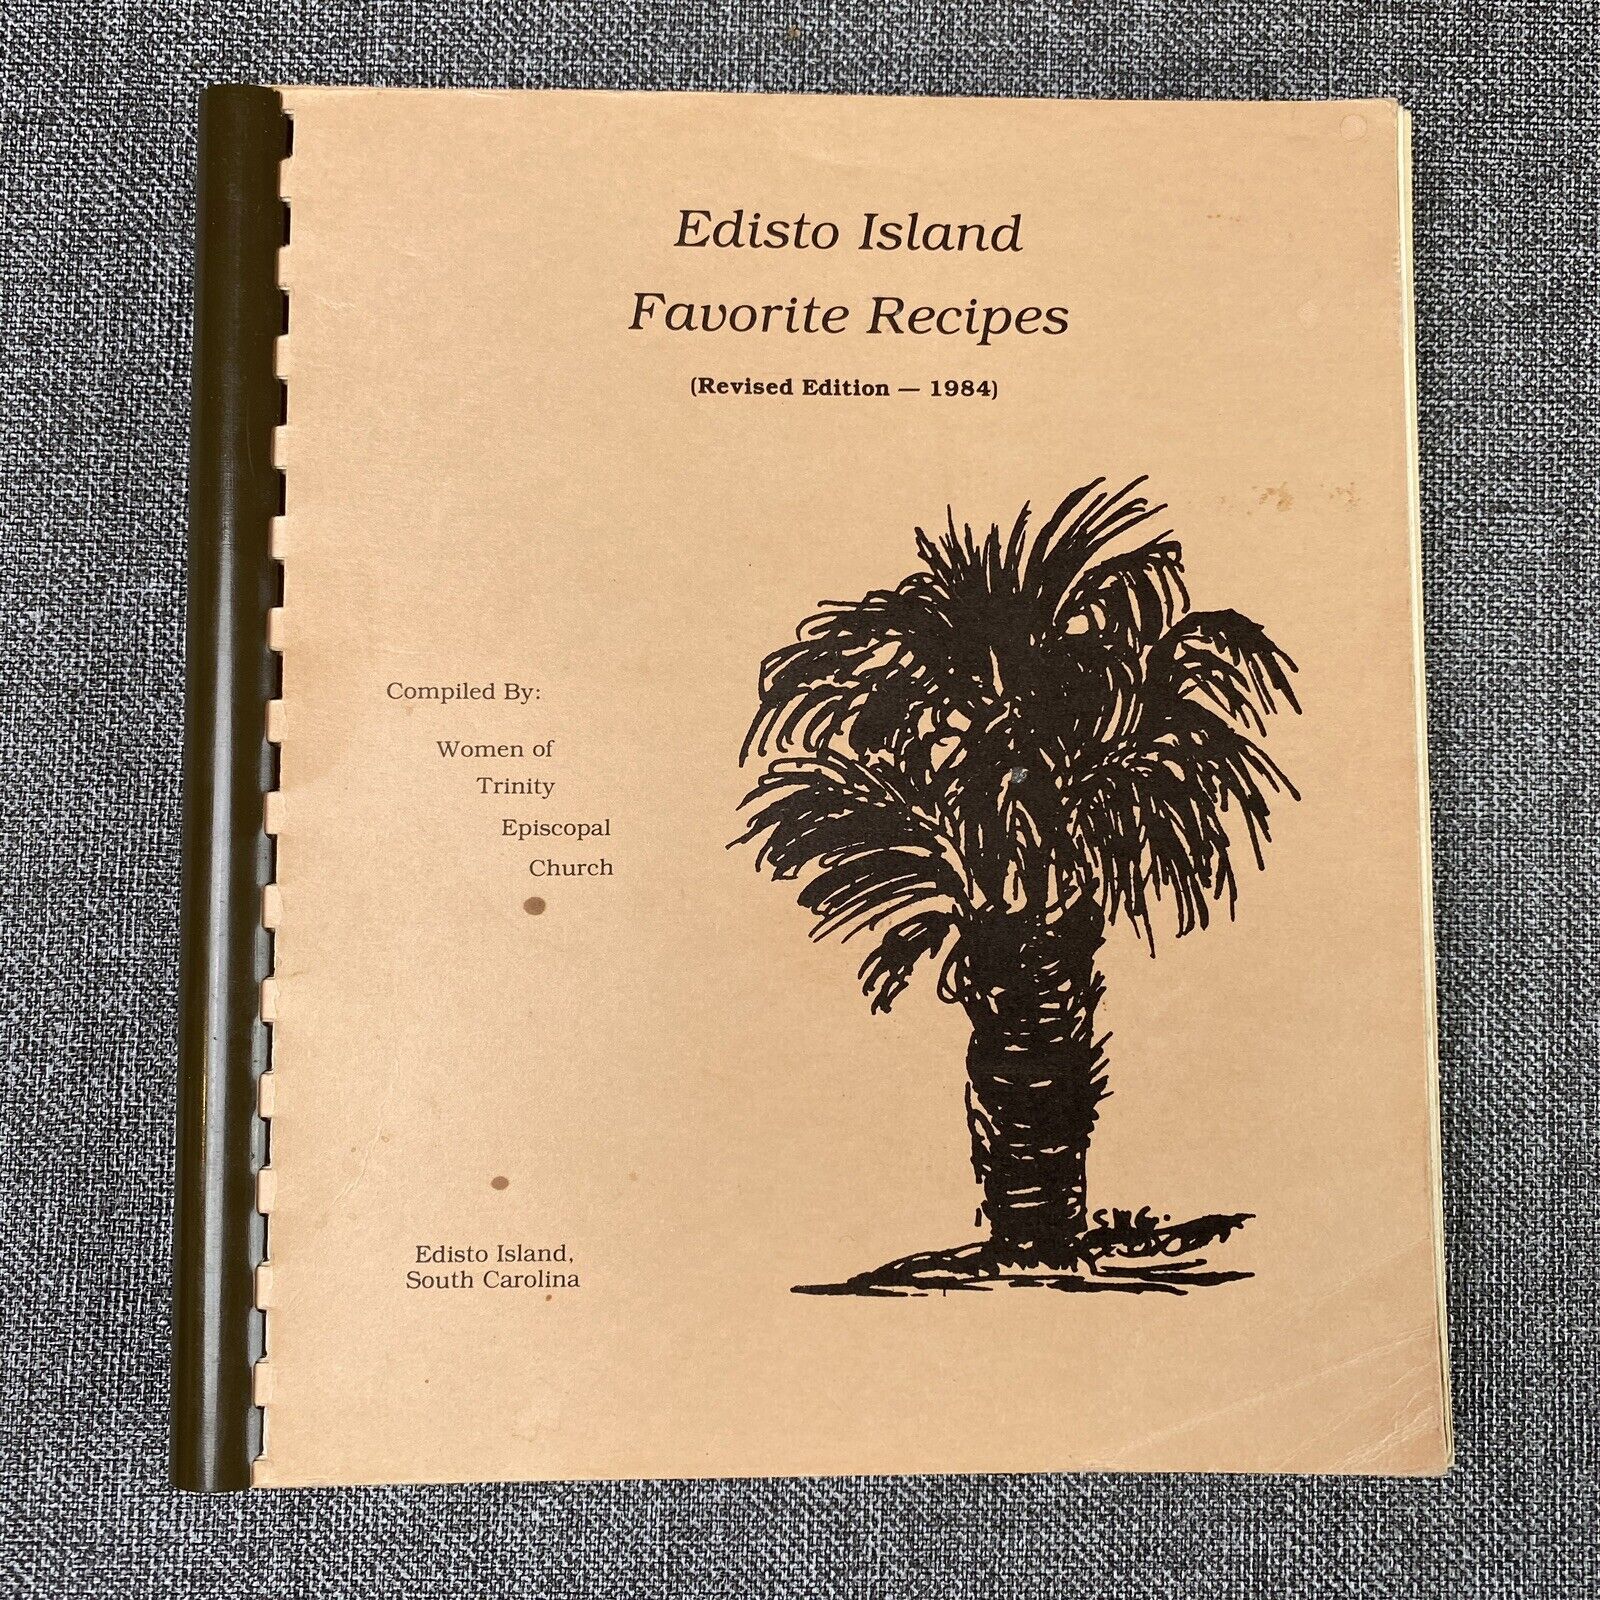 Edisto Island
Favorite Recipes
(Revised Edition — 1984)
Compiled By:
Women of
Trinity
Episcopal
Church
S.W.G.
Edisto Island,
South Carolina